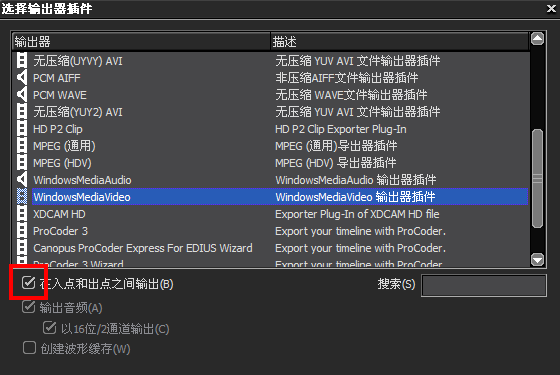 选择输出器插件
输出器 描述
无压缩(UYVY) AVI 无压缩 YUV AVI 文件输出器插件
PCM AIFF 非压缩AIFF文件输出器插件
PCM WAVE 无压缩 WAVE文件输出器插件
无压缩(YUY2) AVI 无压缩 YUV AVI 文件输出器插件
HD P2 Clip HD P2 Clip Exporter Plug-In
MPEG (通用) MPEG (通用)导出器插件
MPEG (HDV) MPEG (HDV) 导出器插件
WindowsMediaAudio WindowsMediaAudio 输出器插件
WindowsMediaVideo WindowsMediaVideo 输出器插件
XDCAM HD Exporter Plug-In of XDCAM HD file
ProCoder 3 Export your timeline with ProCoder.
Canopus ProCoder Express For EDIUS Wizard Export your timeline with ProCoder.
ProCoder 3 Wizard Export your timeline with ProCoder.
在入点和出点之间输出(B) 搜索(S)
输出音频(A)
以16位/2通道输出(C)
创建波形缓存(W)